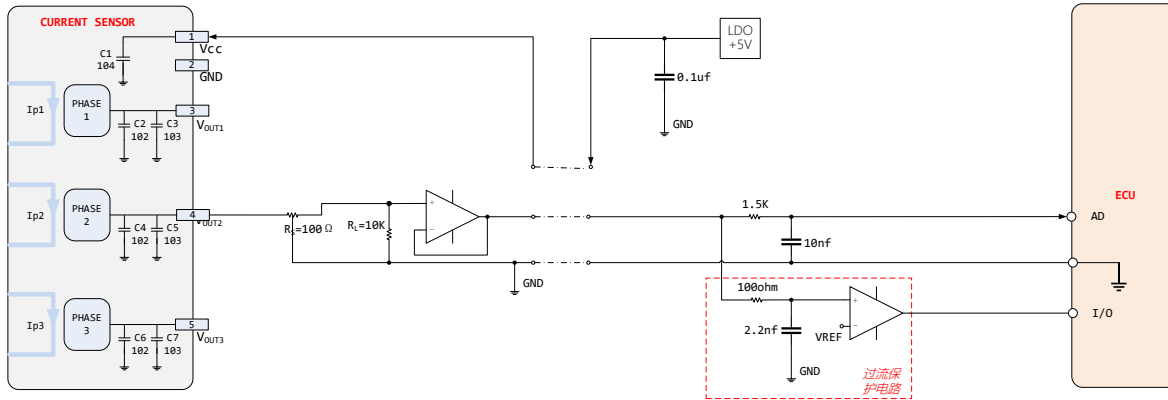 CURRENT SENSOR
C1
104
1
Vcc
2
GND
Ip1
PHASE
1
3
VOUT1
C2
102
C3
103
Ip2
PHASE
2
4
VOUT2
C4
102
C5
103
Ip3
PHASE
3
5
VOUT3
C6
102
C7
103
RL=10K
=100Ω
+
−
GND
LDO
+5V
0.1uf
GND
1.5K
10nf
100ohm
2.2nf
GND
VREF
+
−
过流保
护电路
ECU
AD
I/O